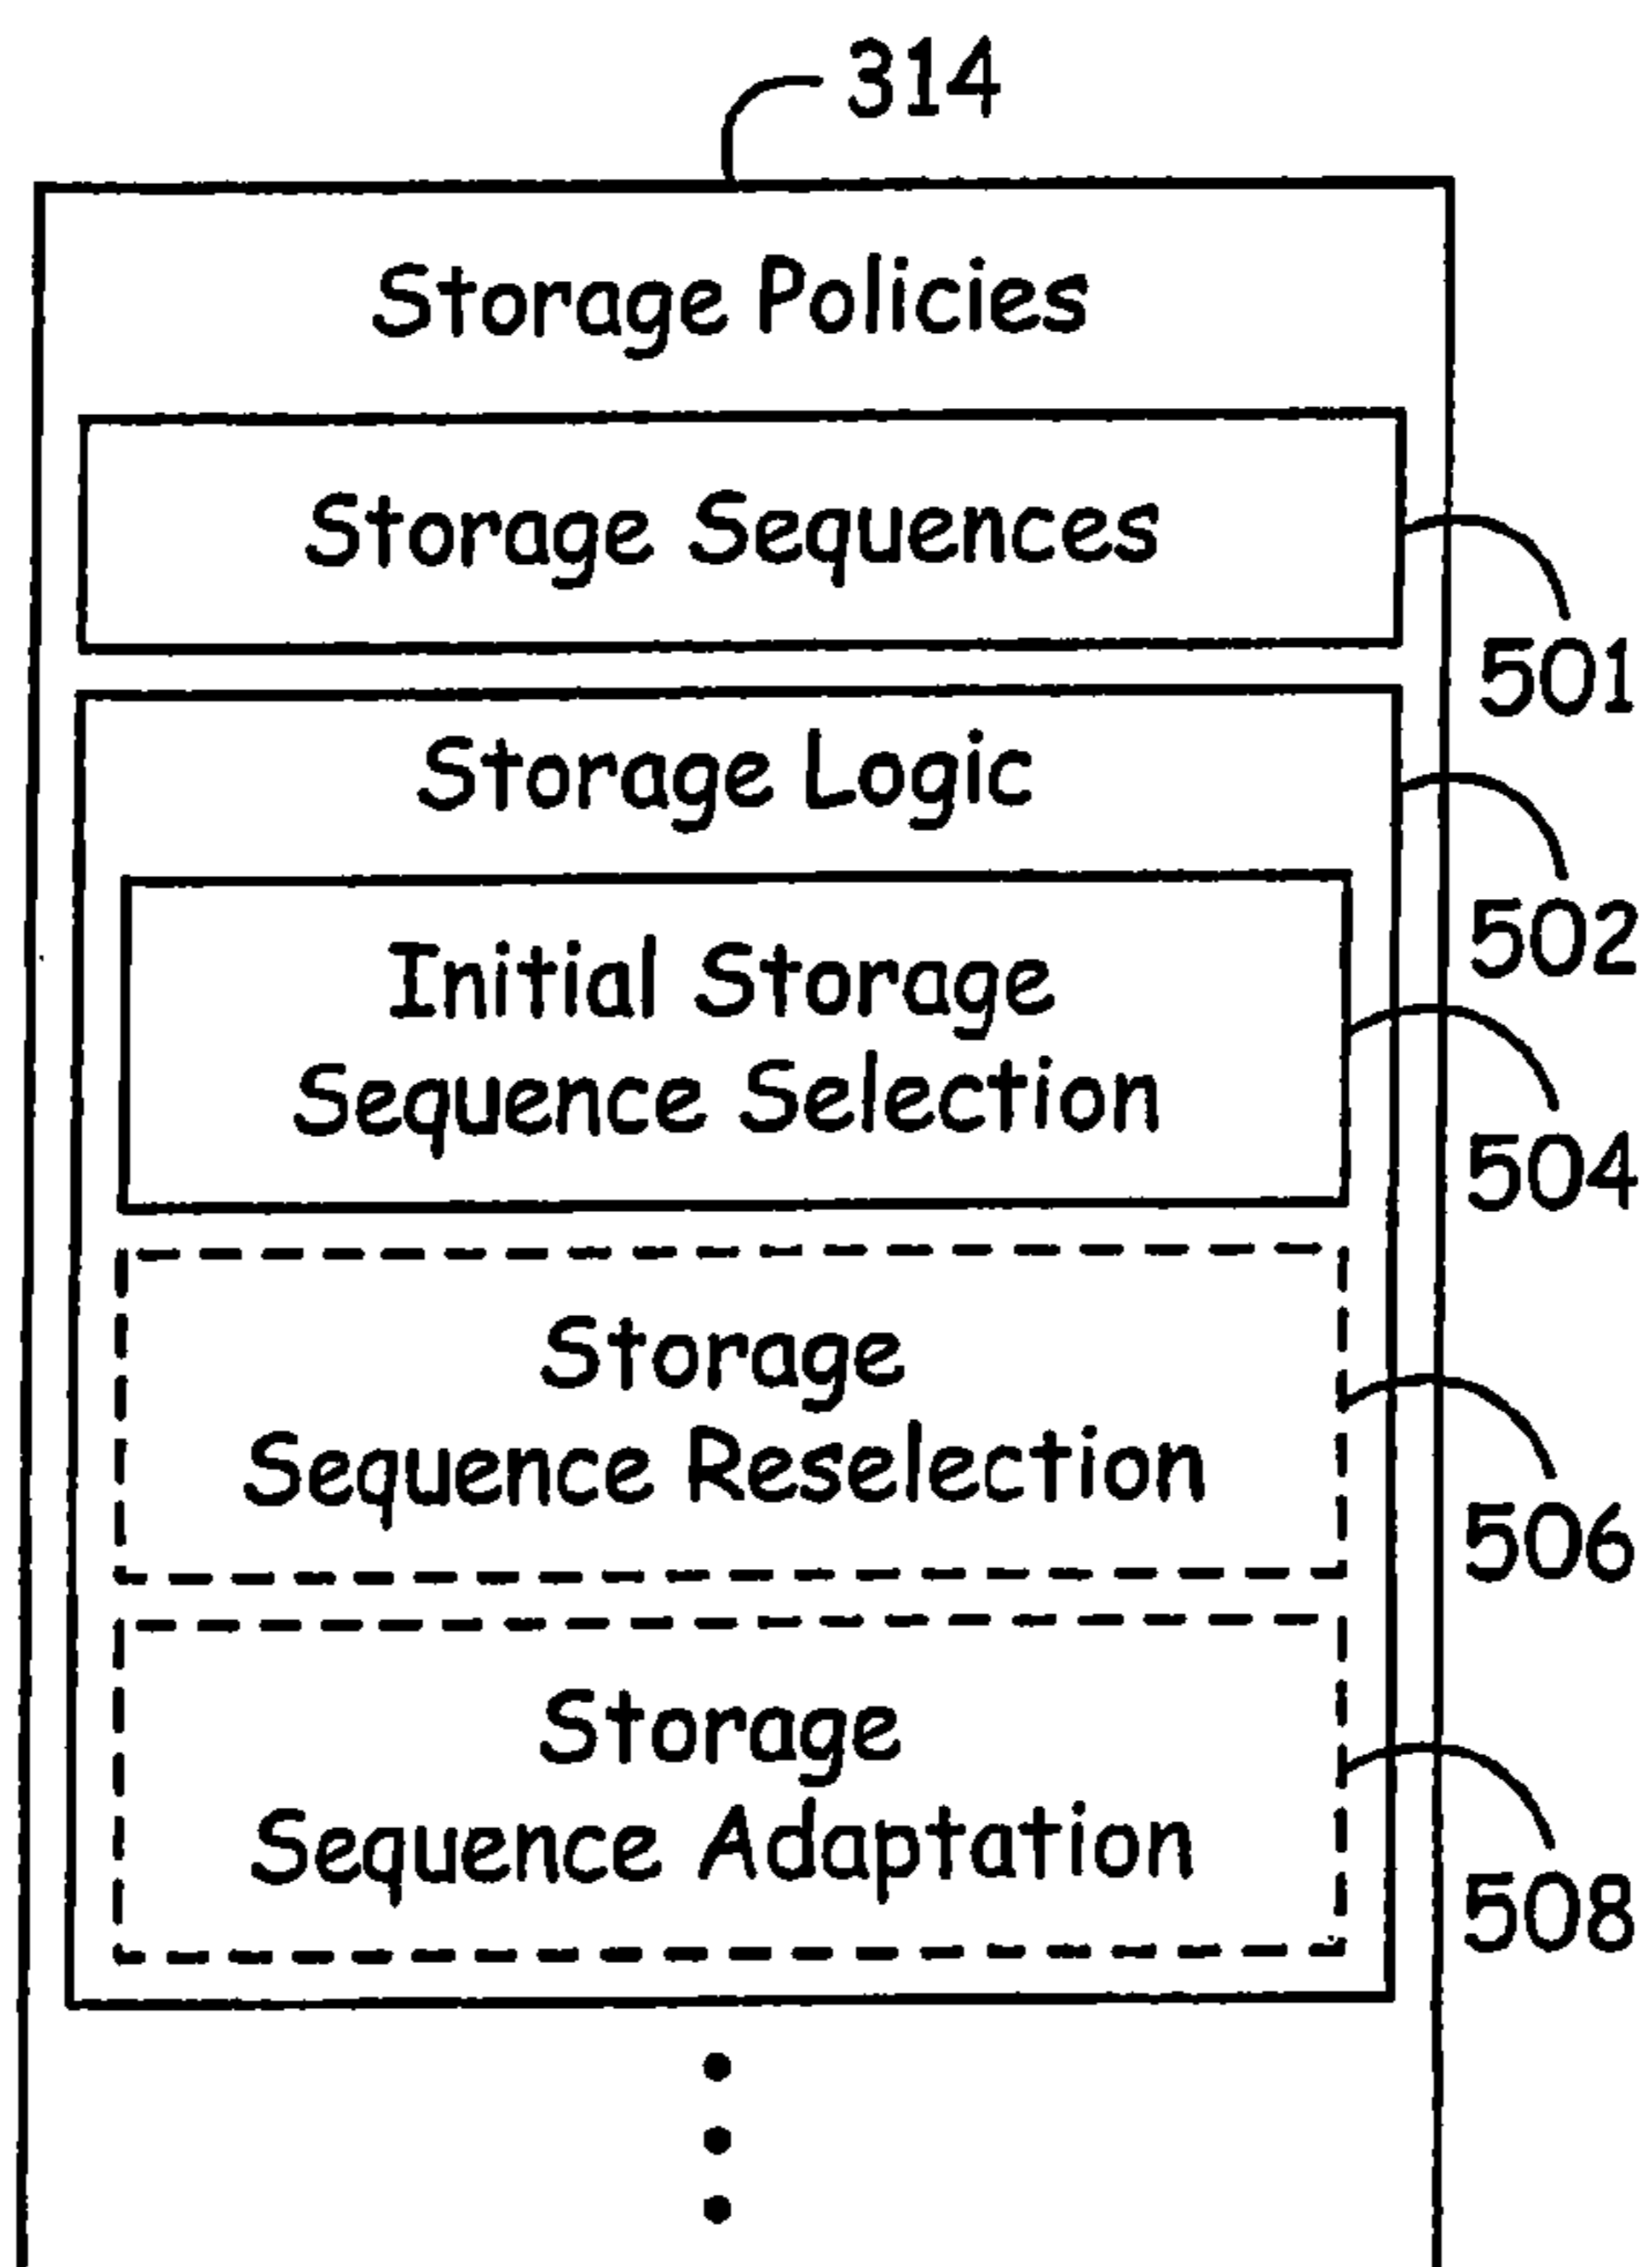 314
Storage Policies
Storage Sequences
501
Storage Logic
502
Initial Storage
Sequence Selection
504
Storage
Sequence Reselection
506
Storage
Sequence Adaptation
508